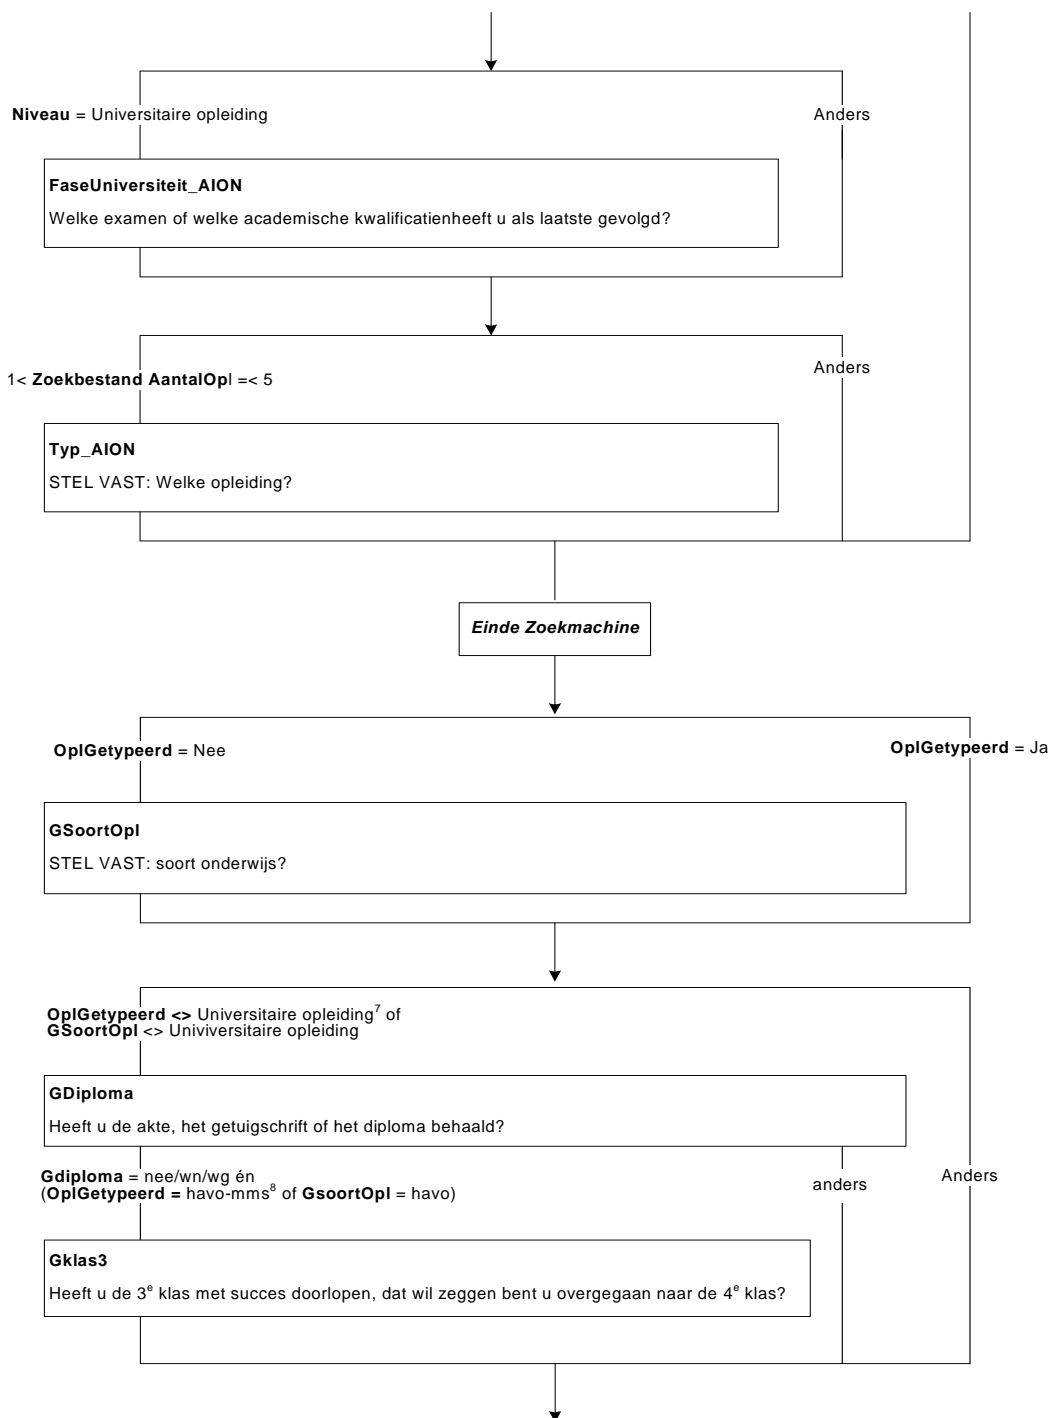 Niveau = Universitaire opleiding
Anders
FaseUniversiteit_AION
Welke examen of welke academische kwalificatienheeft u als laatste gevolgd?
Anders
1< Zoekbestand AantalOpl =< 5
Typ_AION
STEL VAST: Welke opleiding?
Einde Zoekmachine
OplGetypeerd = Nee
OplGetypeerd = Ja
GSoortOpl
STEL VAST: soort onderwijs?
OplGetypeerd <> Universitaire opleiding⁷ of
GSoortOpl <> Univiversitaire opleiding
GDiploma
Heeft u de akte, het getuigschrift of het diploma behaald?
Gdiploma = nee/wn/wg én
(OplGetypeerd = havo-mms⁸ of GsoortOpl = havo)
anders
Anders
Gklas3
Heeft u de 3ᵉ klas met succes doorlopen, dat wil zeggen bent u overgegaan naar de 4ᵉ klas?